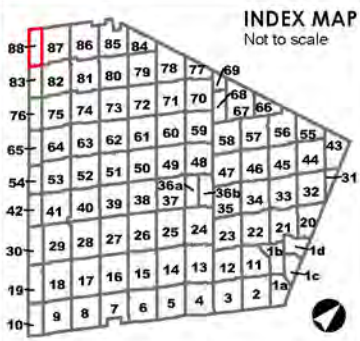 INDEX MAP
Not to scale
88 87 86 85 84
83 82 81 80 79 78 77 69
76 75 74 73 72 71 70 68
67 66
65 64 63 62 61 60 59 58 57 56 55 43
54 53 52 51 50 49 48 47 46 45 44 31
36a 36b
42 41 40 39 38 37 35 34 33 32
30 29 28 27 26 25 24 23 22 21 20
1b 1d
19 18 17 16 15 14 13 12 11 1c
1a
10 9 8 7 6 5 4 3 2